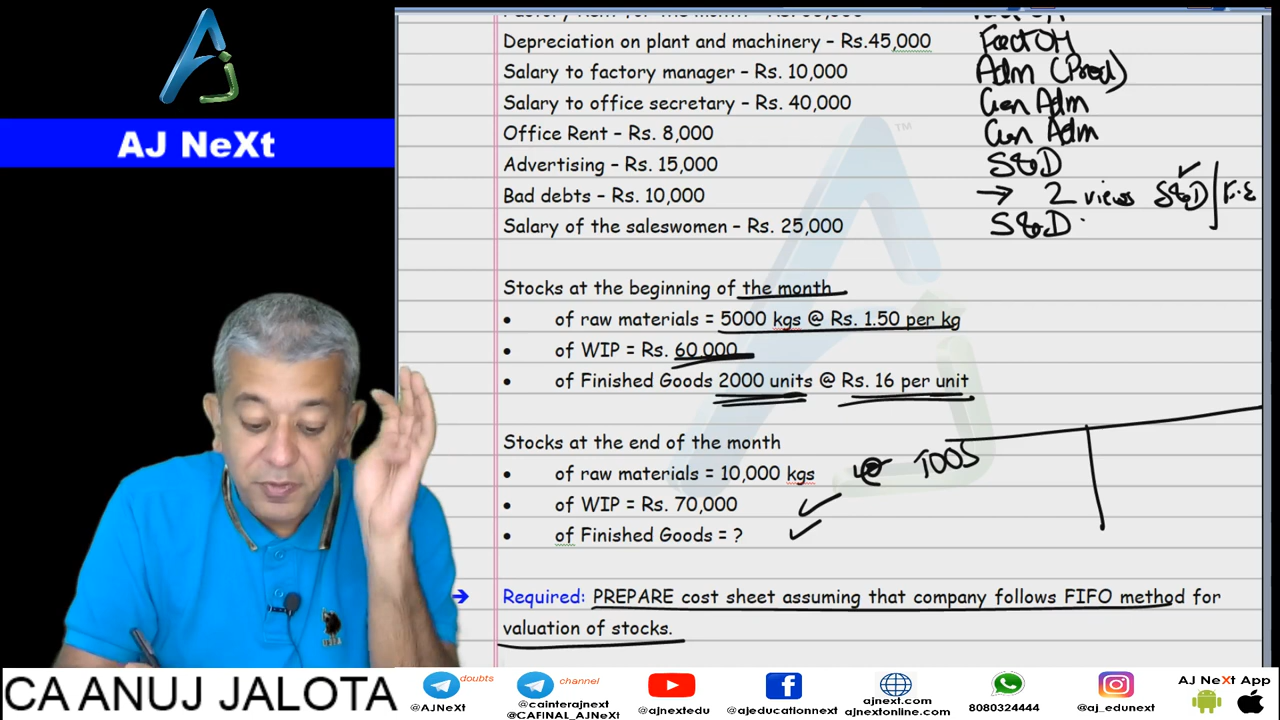 Depreciation on plant and machinery – Rs.45,000 Fact OH
Salary to factory manager – Rs. 10,000 Adm (Prod)
Salary to office secretary – Rs. 40,000 Gen Adm
Office Rent – Rs. 8,000 Gen Adm
Advertising – Rs. 15,000 S&D
Bad debts – Rs. 10,000 → 2 views S&D / F.E
Salary of the saleswomen – Rs. 25,000 S&D
Stocks at the beginning of the month
• of raw materials = 5000 kgs @ Rs. 1.50 per kg
• of WIP = Rs. 60 000
• of Finished Goods 2000 units @ Rs. 16 per unit
Stocks at the end of the month
• of raw materials = 10,000 kgs @
• of WIP = Rs. 70,000
• of Finished Goods = ?
➔ Required: PREPARE cost sheet assuming that company follows FIFO method for
valuation of stocks.
AJ NeXt
TM
CA ANUJ JALOTA
doubts
@AJNeXt
channel
@cainterajnext
@CAFINAL_AJNeXt
@ajnextedu
@ajeducationnext
ajnext.com
ajnextonline.com
8080324444
@aj_edunext
AJ NeXt App